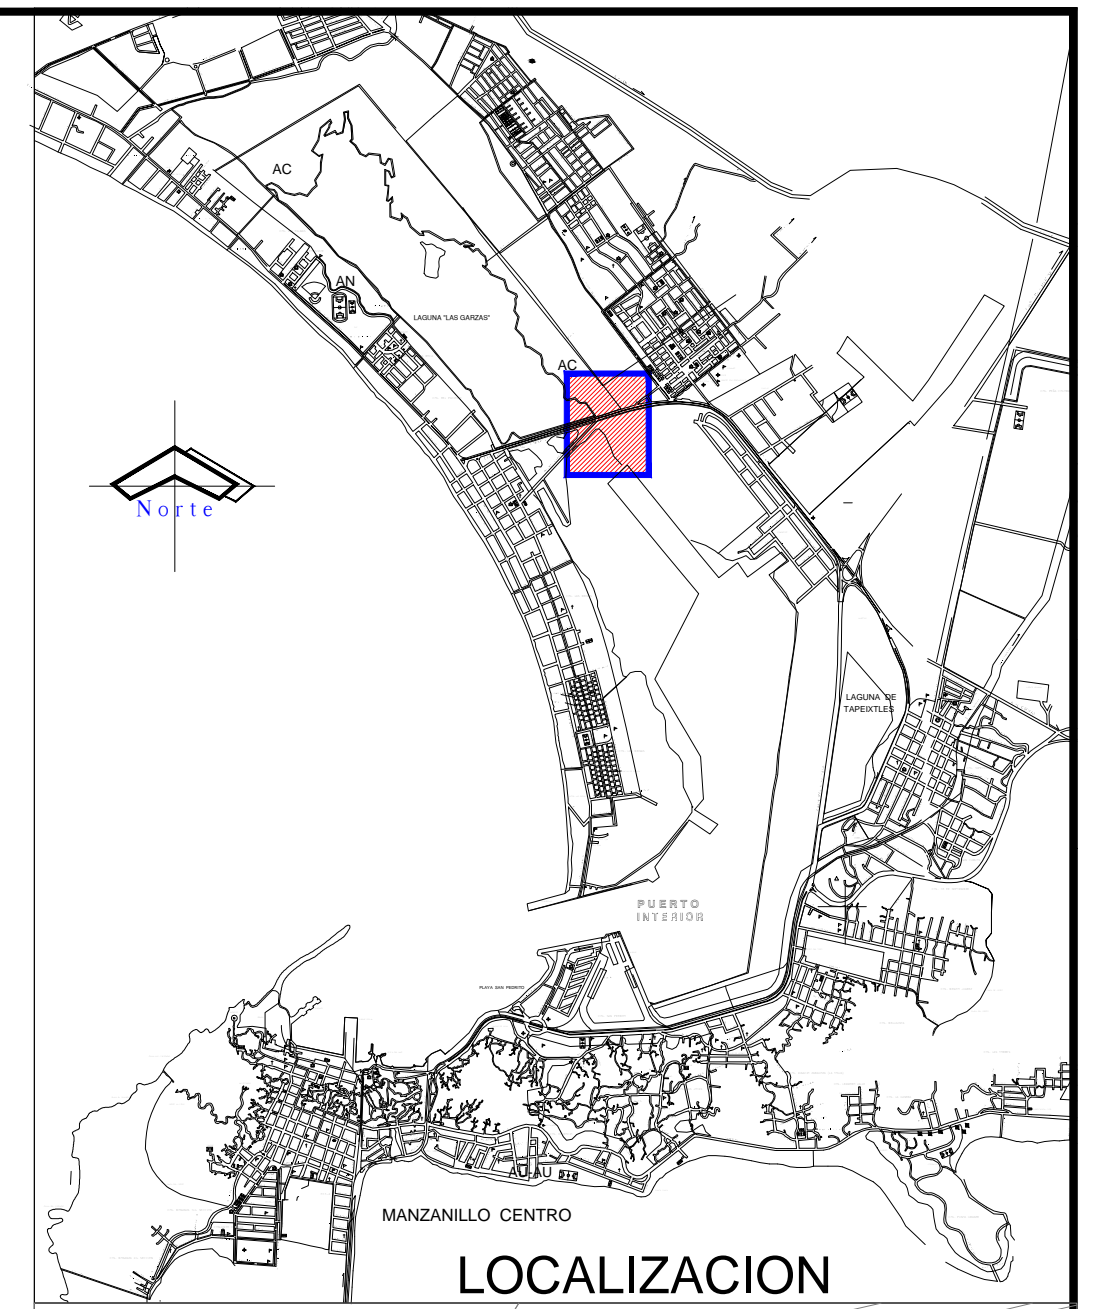 AC
AN
LAGUNA "LAS GARZAS"
AC
Norte
LAGUNA DE
TAPEIXTLES
PUERTO
INTERIOR
PLAYA SAN PEDRITO
MANZANILLO CENTRO
LOCALIZACION